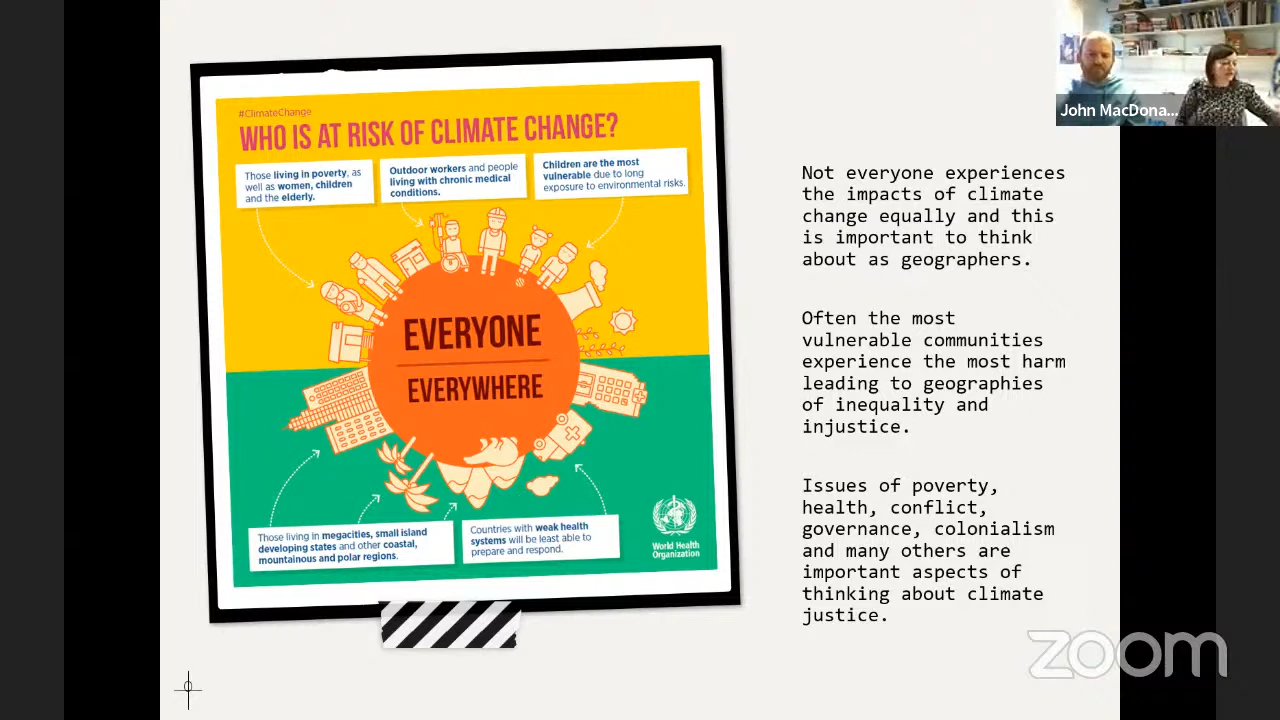 #ClimateChange
WHO IS AT RISK OF CLIMATE CHANGE?
Those living in poverty, as
well as women, children
and the elderly.
Outdoor workers and people
living with chronic medical
conditions.
Children are the most
vulnerable due to long
exposure to environmental risks.
EVERYONE
EVERYWHERE
Those living in megacities, small island
developing states and other coastal,
mountainous and polar regions.
Countries with weak health
systems will be least able to
prepare and respond.
World Health
Organization
John MacDona...
Not everyone experiences
the impacts of climate
change equally and this
is important to think
about as geographers.
Often the most
vulnerable communities
experience the most harm
leading to geographies
of inequality and
injustice.
Issues of poverty,
health, conflict,
governance, colonialism
and many others are
important aspects of
thinking about climate
justice.
zoom